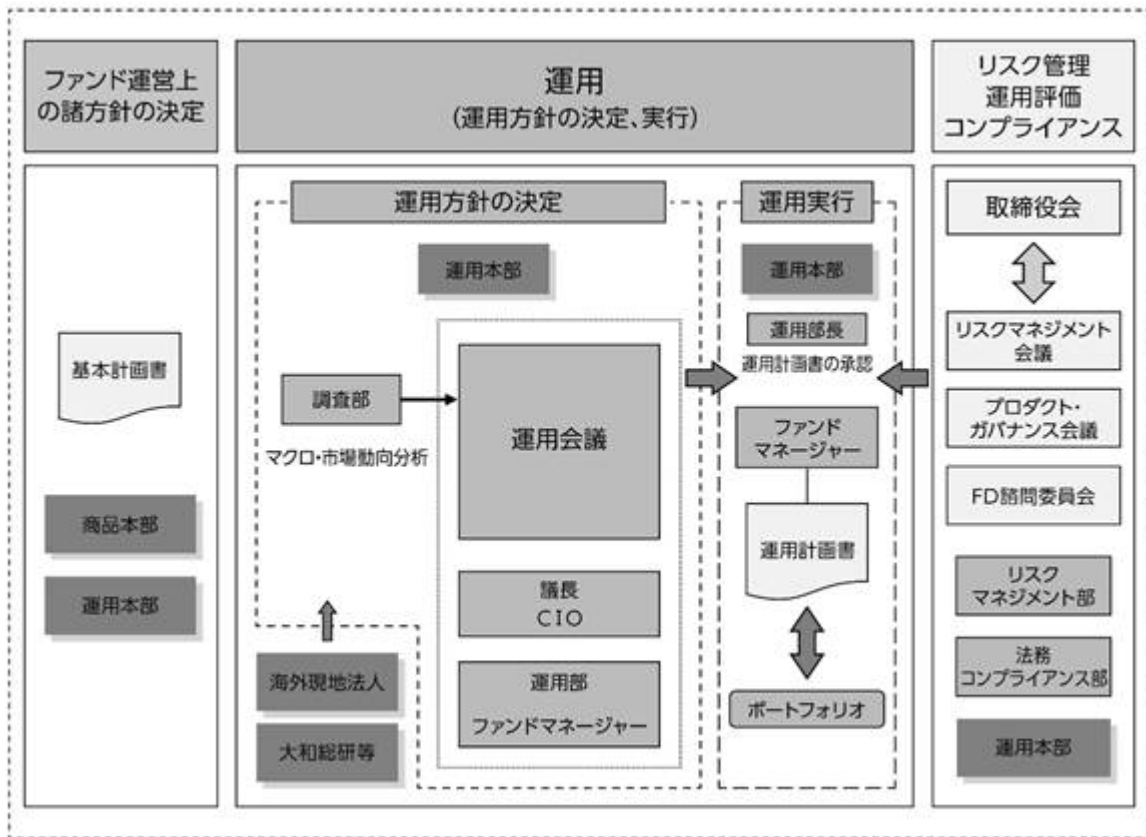 ファンド運営上
の諸方針の決定
運用
(運用方針の決定、実行)
リスク管理
運用評価
コンプライアンス
基本計画書
商品本部
運用本部
運用方針の決定
運用本部
調査部
マクロ・市場動向分析
運用会議
議長
CIO
運用部
ファンドマネージャー
海外現地法人
大和総研等
運用実行
運用本部
運用部長
運用計画書の承認
ファンド
マネージャー
運用計画書
ポートフォリオ
取締役会
リスクマネジメント
会議
プロダクト・
ガバナンス会議
FD諮問委員会
リスク
マネジメント部
法務
コンプライアンス部
運用本部